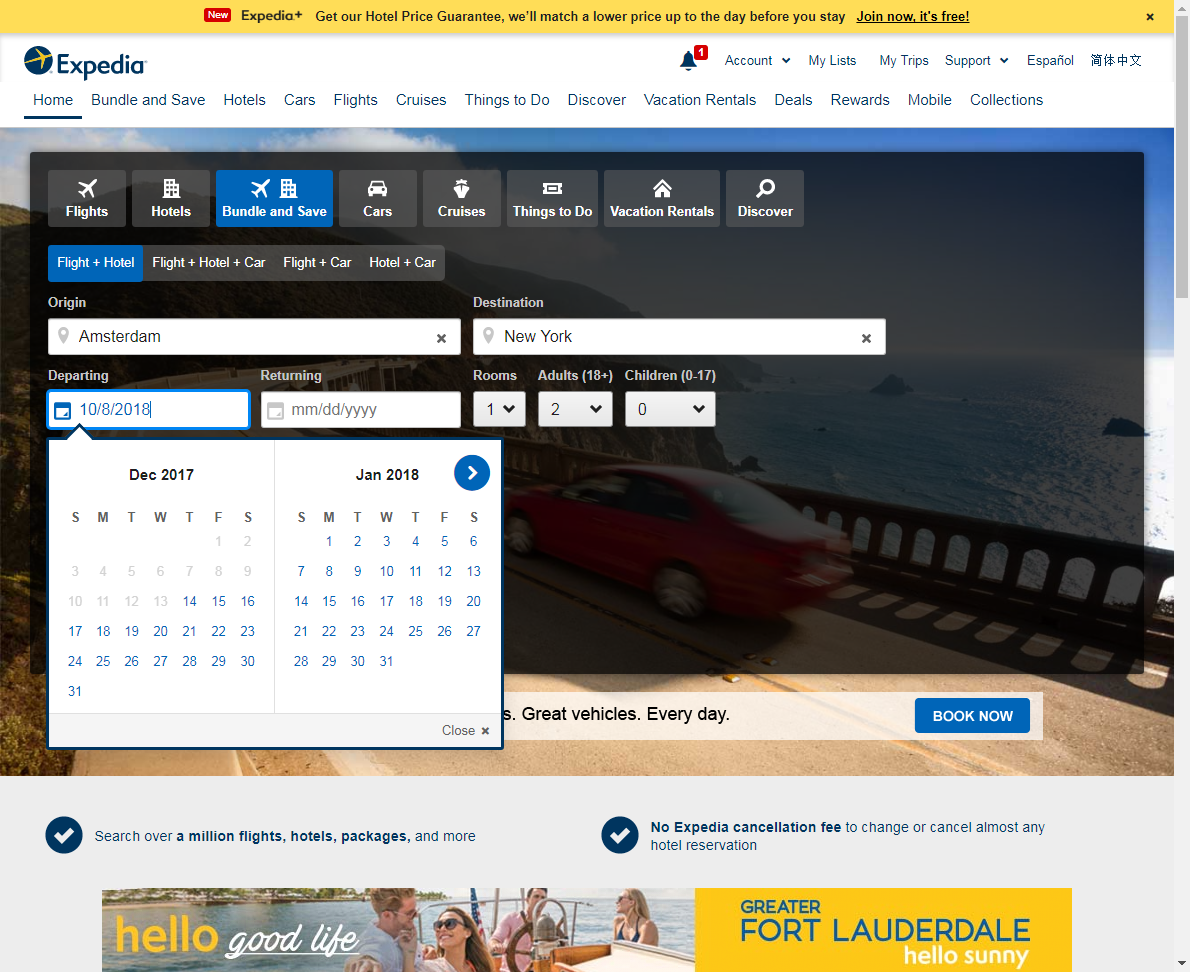 New Expedia+ Get our Hotel Price Guarantee, we'll match a lower price up to the day before you stay Join now, it's free! ×
Expedia
1 Account My Lists My Trips Support Español 简体中文
Home Bundle and Save Hotels Cars Flights Cruises Things to Do Discover Vacation Rentals Deals Rewards Mobile Collections
Flights Hotels Bundle and Save Cars Cruises Things to Do Vacation Rentals Discover
Flight + Hotel Flight + Hotel + Car Flight + Car Hotel + Car
Origin Destination
Amsterdam × New York ×
Departing Returning Rooms Adults (18+) Children (0-17)
10/8/2018 mm/dd/yyyy 1 2 0
Dec 2017 Jan 2018
S M T W T F S S M T W T F S
1 2 1 2 3 4 5 6
3 4 5 6 7 8 9 7 8 9 10 11 12 13
10 11 12 13 14 15 16 14 15 16 17 18 19 20
17 18 19 20 21 22 23 21 22 23 24 25 26 27
24 25 26 27 28 29 30 28 29 30 31
31
s. Great vehicles. Every day. BOOK NOW
Close ×
Search over a million flights, hotels, packages, and more
No Expedia cancellation fee to change or cancel almost any
hotel reservation
hello good life
GREATER
FORT LAUDERDALE
hello sunny